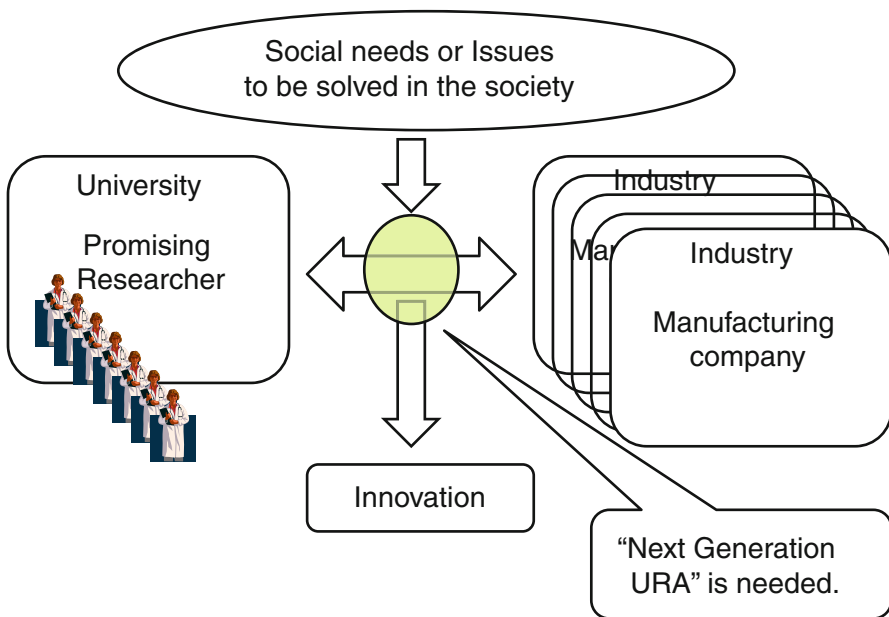 Social needs or Issues
to be solved in the society
University
Promising
Researcher
Industry
Industry
Manufacturing
company
“Next Generation
URA” is needed.
Innovation